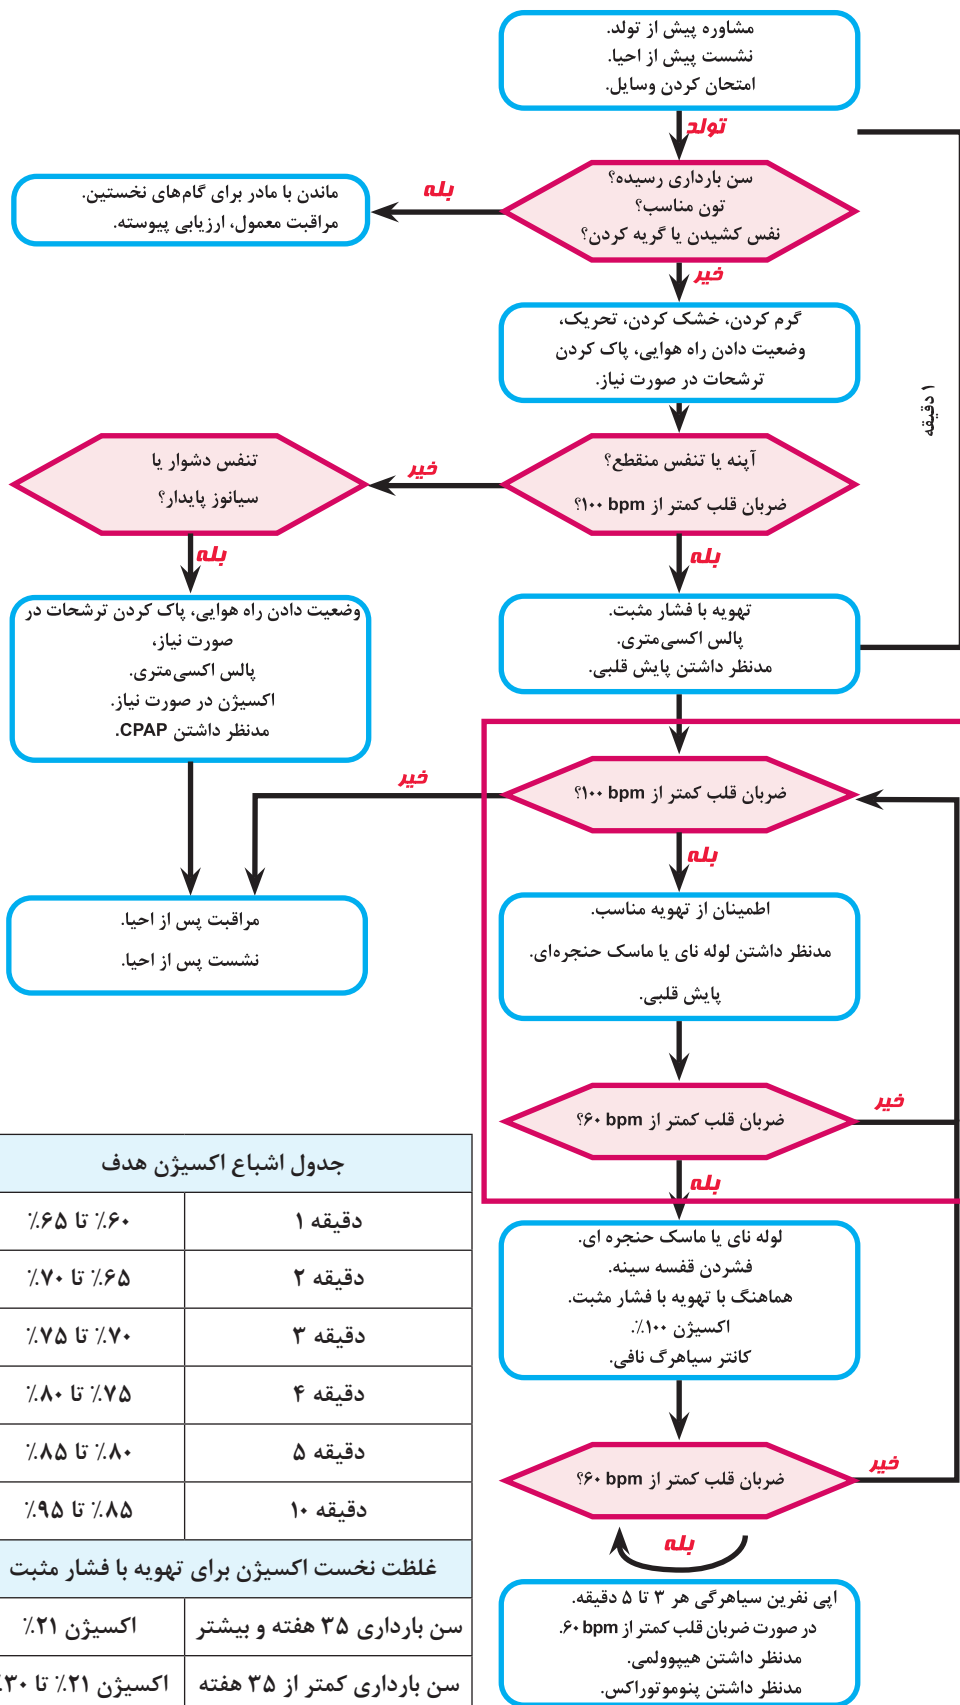 مشاوره پیش از تولد.
نشست پیش از احیا.
امتحان کردن وسایل.
تولد
سن بارداری رسیده؟
تون مناسب؟
نفس کشیدن یا گریه کردن؟
بله
ماندن با مادر برای گام‌های نخستین.
مراقبت معمول، ارزیابی پیوسته.
خیر
گرم کردن، خشک کردن، تحریک،
وضعیت دادن راه هوایی، پاک کردن
ترشحات در صورت نیاز.
۱ دقیقه
آپنه یا تنفس منقطع؟
ضربان قلب کمتر از ۱۰۰ bpm؟
خیر
تنفس دشوار یا
سیانوز پایدار؟
بله
بله
تهویه با فشار مثبت.
پالس اکسی‌متری.
مدنظر داشتن پایش قلبی.
وضعیت دادن راه هوایی، پاک کردن ترشحات در
صورت نیاز،
پالس اکسی‌متری.
اکسیژن در صورت نیاز.
مدنظر داشتن CPAP.
ضربان قلب کمتر از ۱۰۰ bpm؟
خیر
بله
مراقبت پس از احیا.
نشست پس از احیا.
اطمینان از تهویه مناسب.
مدنظر داشتن لوله نای یا ماسک حنجره‌ای.
پایش قلبی.
ضربان قلب کمتر از ۶۰ bpm؟
خیر
بله
لوله نای یا ماسک حنجره ای.
فشردن قفسه سینه.
هماهنگ با تهویه با فشار مثبت.
اکسیژن ۱۰۰٪.
کانتر سیاهرگ نافی.
ضربان قلب کمتر از ۶۰ bpm؟
خیر
بله
اپی نفرین سیاهرگی هر ۳ تا ۵ دقیقه.
در صورت ضربان قلب کمتر از ۶۰ bpm.
مدنظر داشتن هیپوولمی.
مدنظر داشتن پنوموتوراکس.
جدول اشباع اکسیژن هدف
دقیقه ۱ ۶۰٪ تا ۶۵٪
دقیقه ۲ ۶۵٪ تا ۷۰٪
دقیقه ۳ ۷۰٪ تا ۷۵٪
دقیقه ۴ ۷۵٪ تا ۸۰٪
دقیقه ۵ ۸۰٪ تا ۸۵٪
دقیقه ۱۰ ۸۵٪ تا ۹۵٪
غلظت نخست اکسیژن برای تهویه با فشار مثبت
سن بارداری ۳۵ هفته و بیشتر اکسیژن ۲۱٪
سن بارداری کمتر از ۳۵ هفته اکسیژن ۲۱٪ تا ۳۰٪